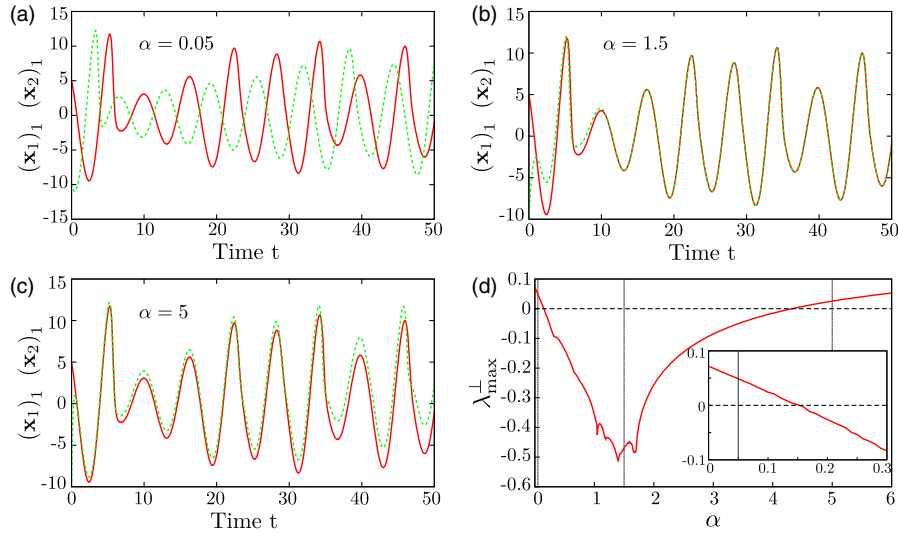 (a)
α = 0.05
15
10
5
0
-5
-10
-15
0 10 20 30 40 50
Time t
(x₁)₁ (x₂)₁
(b)
α = 1.5
15
10
5
0
-5
-10
0 10 20 30 40 50
Time t
(x₁)₁ (x₂)₁
(c)
α = 5
15
10
5
0
-5
-10
0 10 20 30 40 50
Time t
(x₁)₁ (x₂)₁
(d)
0.1
0
-0.1
-0.2
-0.3
-0.4
-0.5
-0.6
0 1 2 3 4 5 6
α
λ⊥max
0.1
0
-0.1
0 0.1 0.2 0.3